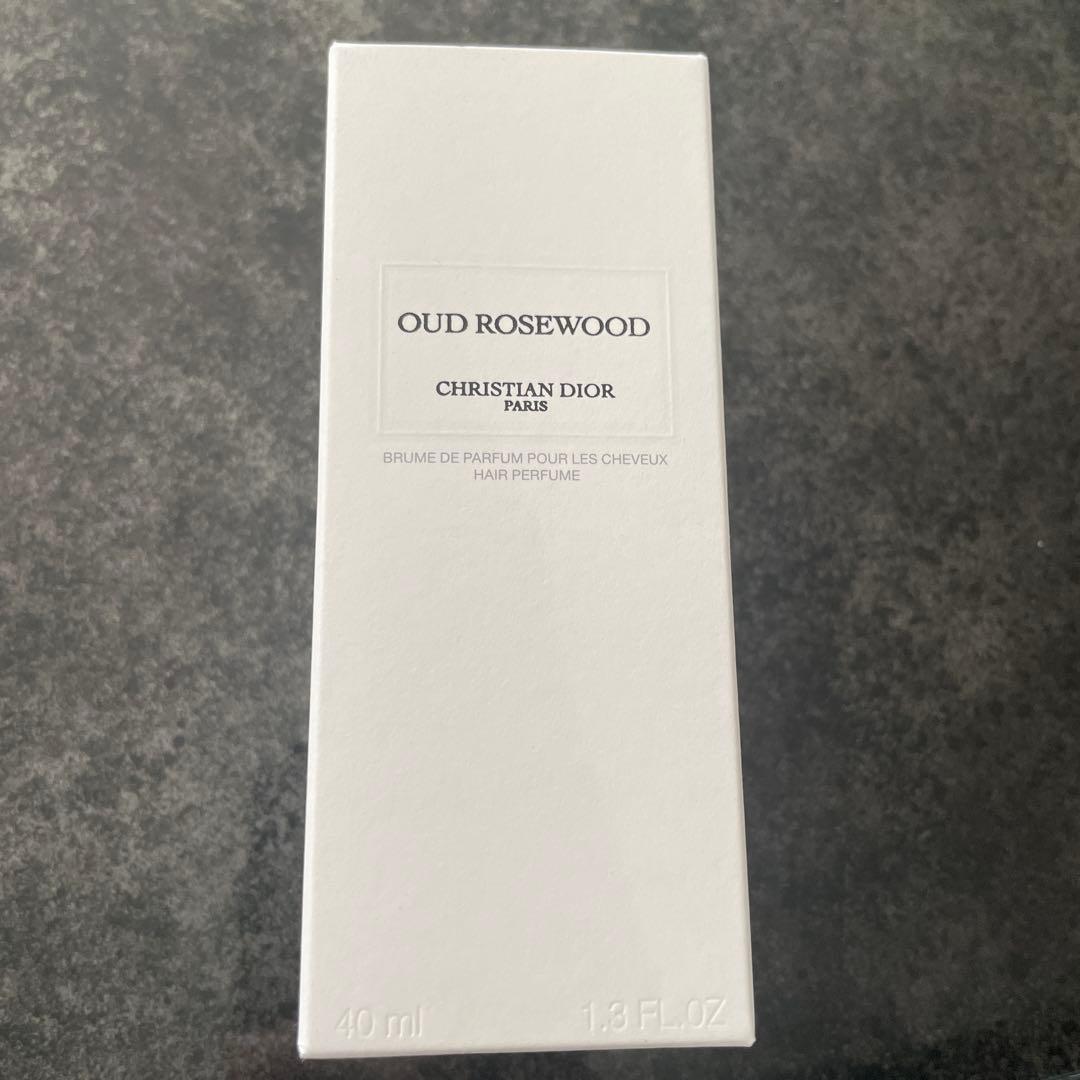 OUD ROSEWOOD
CHRISTIAN DIOR
PARIS
BRUME DE PARFUM POUR LES CHEVEUX
HAIR PERFUME
40 ml 1.3 FL.OZ